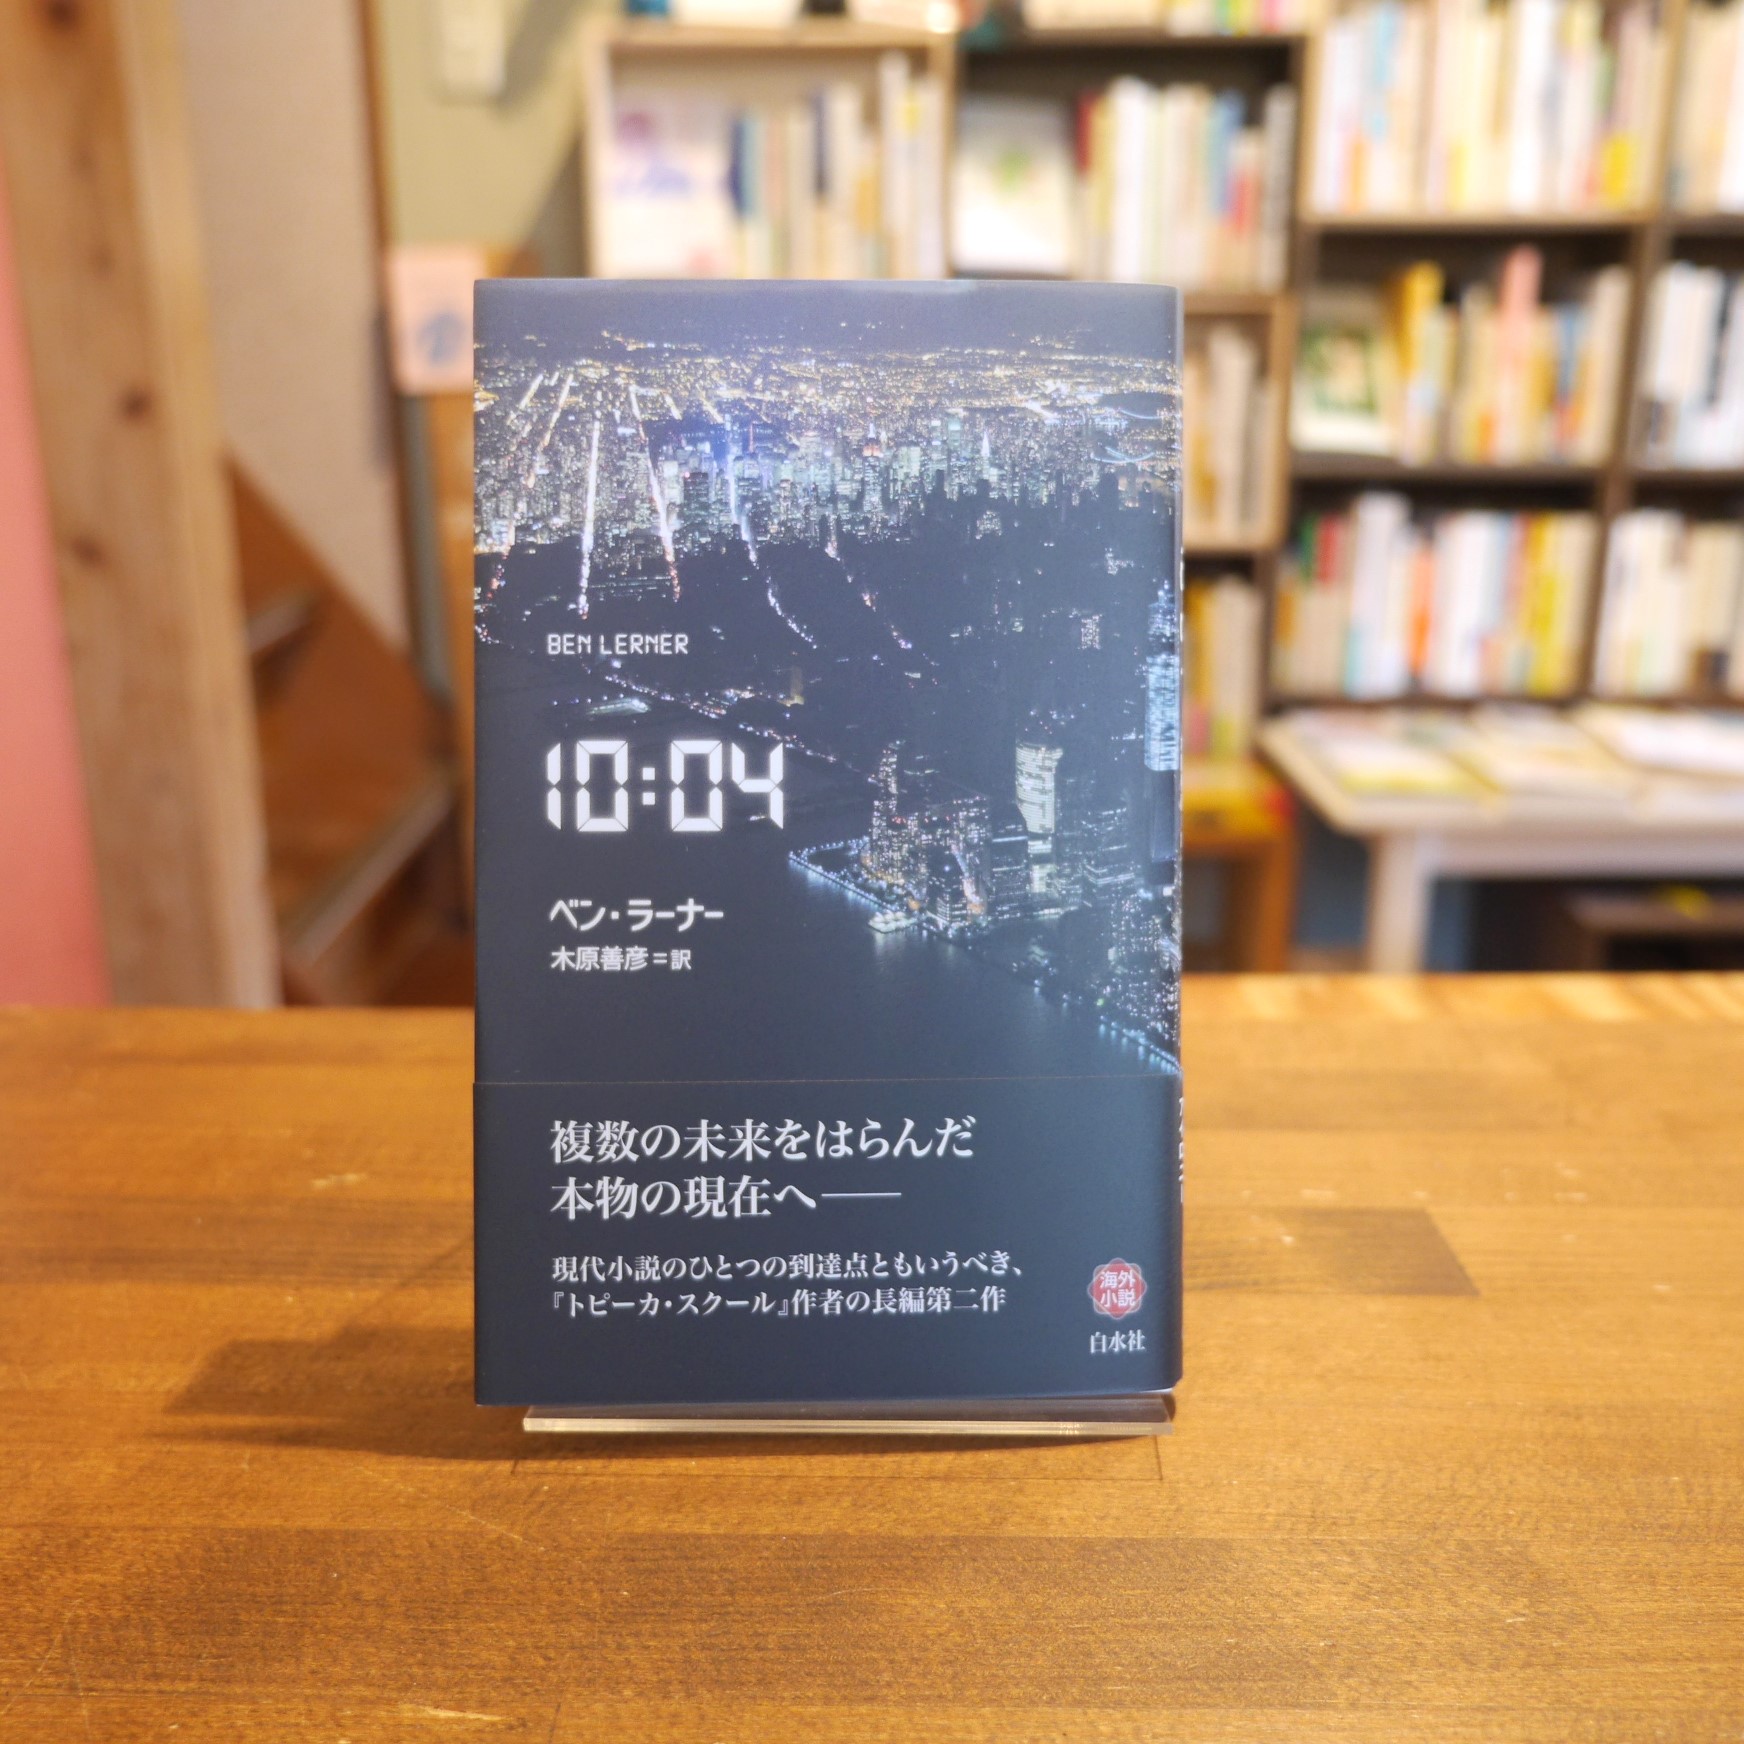 BEN LERNER
10:04
ベン・ラーナー
木原善彦=訳
複数の未来をはらんだ
本物の現在へ——
現代小説のひとつの到達点ともいうべき、
『トピーカ・スクール』作者の長編第二作
海外
小説
白水社